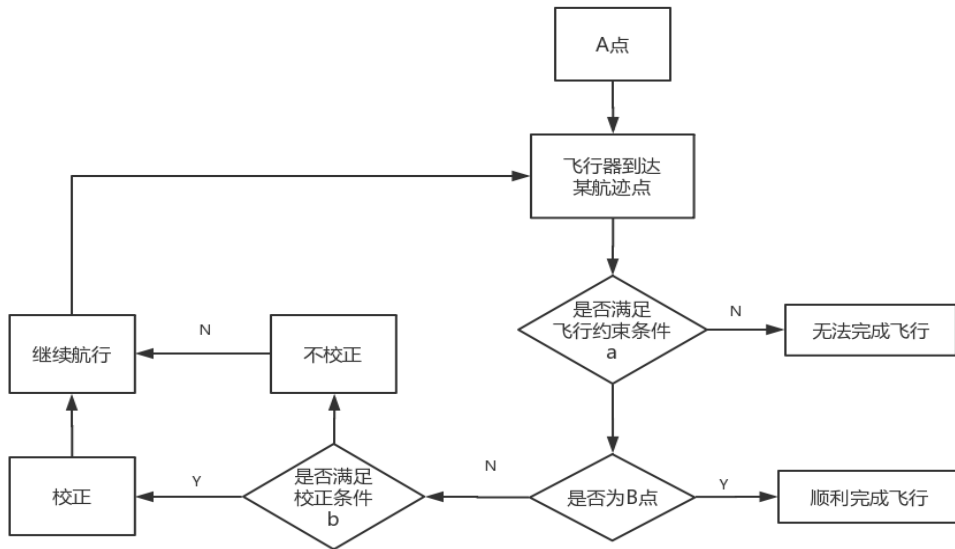 A点
飞行器到达
某航迹点
是否满足
飞行约束条件
a
N
无法完成飞行
继续航行
N
不校正
校正
Y
是否满足
校正条件
b
N
是否为B点
Y
顺利完成飞行